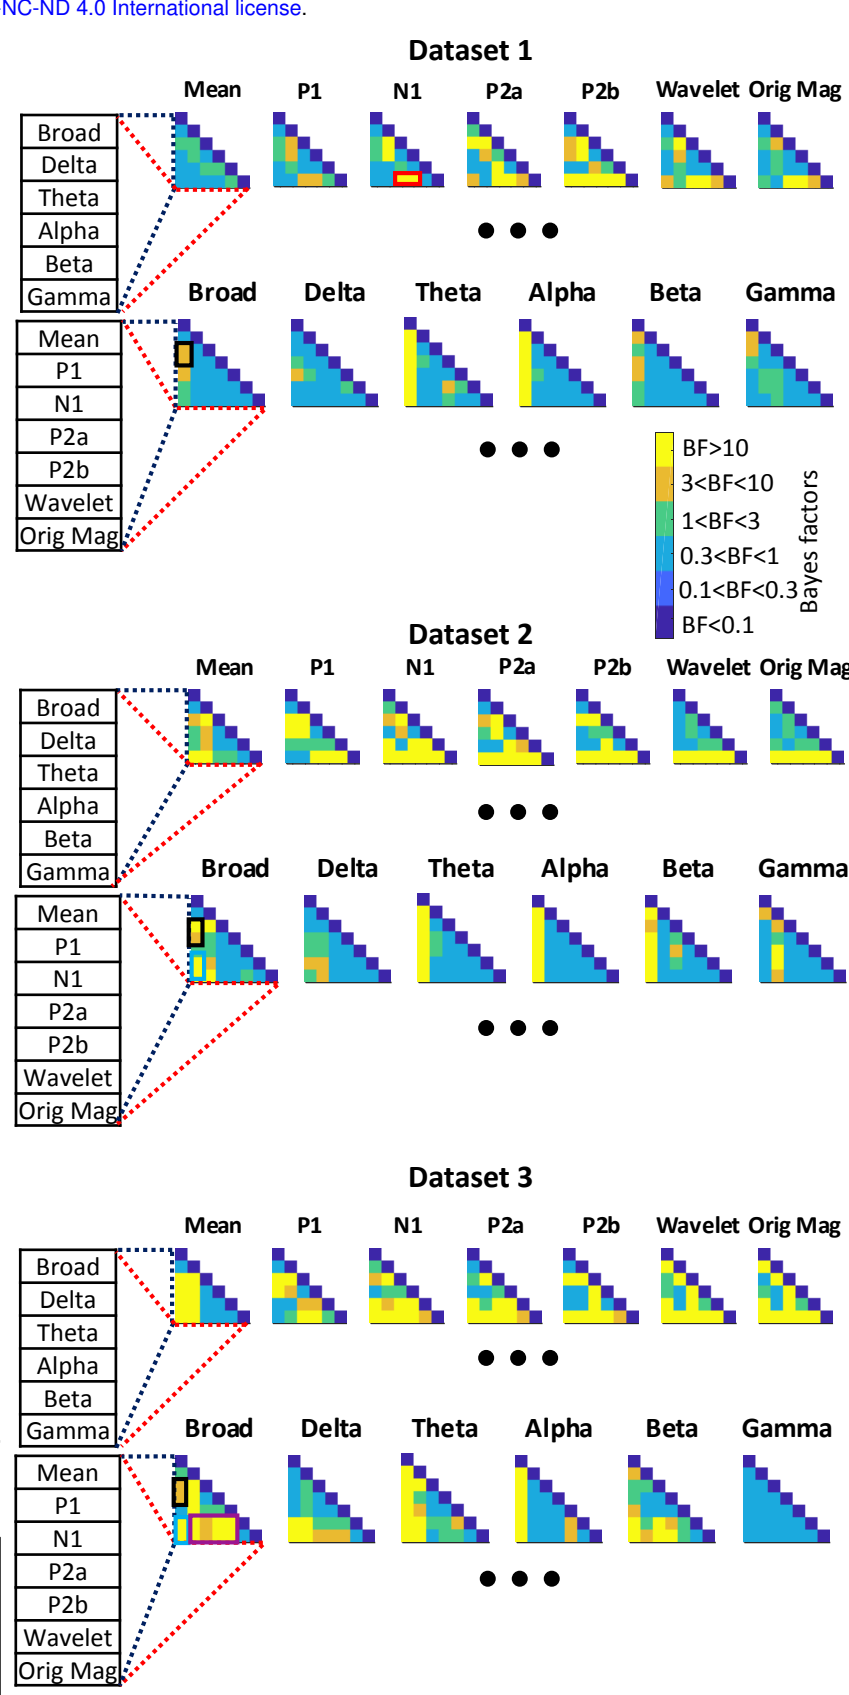 -NC-ND 4.0 International license.
Dataset 1
Mean P1 N1 P2a P2b Wavelet Orig Mag
Broad
Delta
Theta
Alpha
Beta
Gamma
Broad Delta Theta Alpha Beta Gamma
Mean
P1
N1
P2a
P2b
Wavelet
Orig Mag
BF>10
3<BF<10
1<BF<3
0.3<BF<1
0.1<BF<0.3
BF<0.1
Bayes factors
Dataset 2
Mean P1 N1 P2a P2b Wavelet Orig Mag
Broad
Delta
Theta
Alpha
Beta
Gamma
Broad Delta Theta Alpha Beta Gamma
Mean
P1
N1
P2a
P2b
Wavelet
Orig Mag
Dataset 3
Mean P1 N1 P2a P2b Wavelet Orig Mag
Broad
Delta
Theta
Alpha
Beta
Gamma
Broad Delta Theta Alpha Beta Gamma
Mean
P1
N1
P2a
P2b
Wavelet
Orig Mag